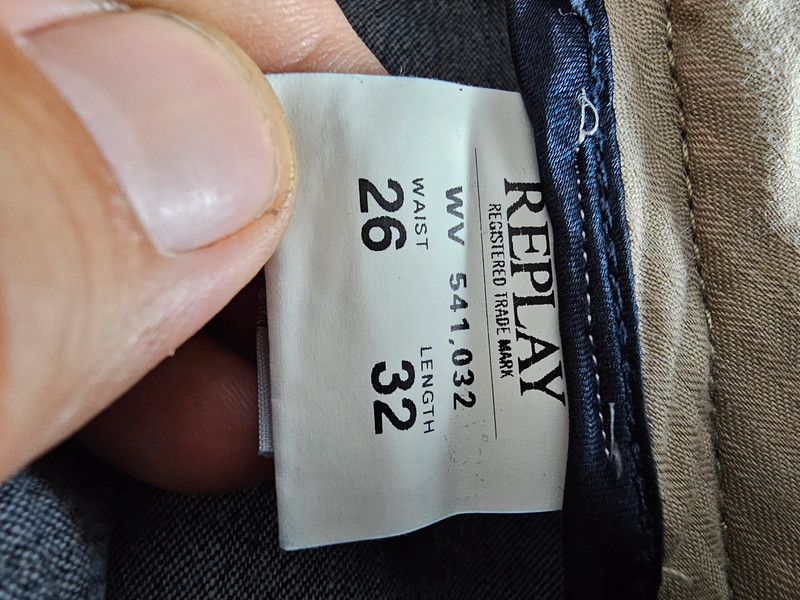 REPLAY
REGISTERED TRADE MARK
WV 541,032
WAIST LENGTH
26 32